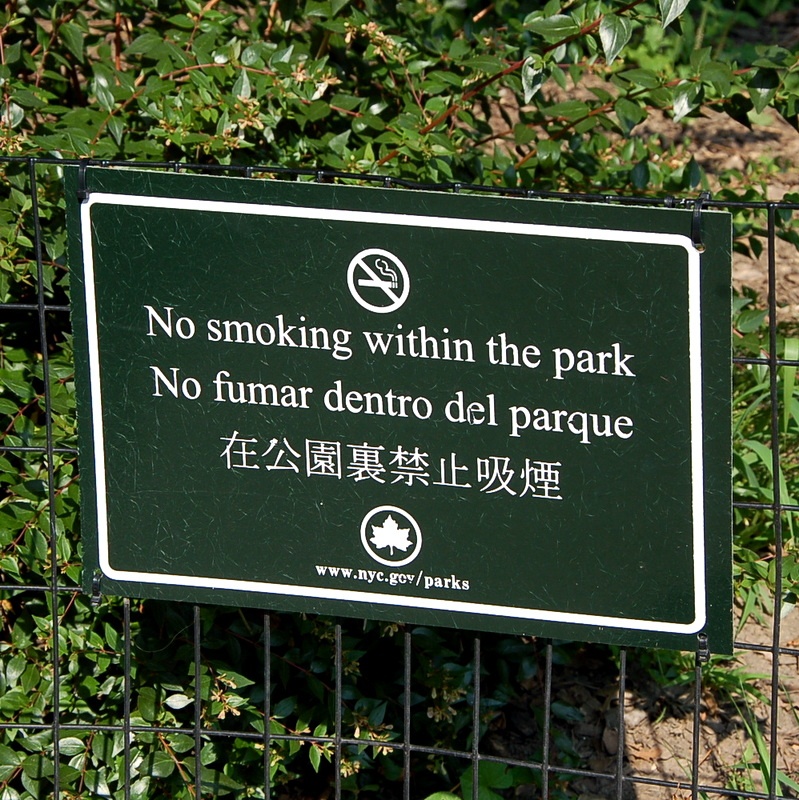 No smoking within the park
No fumar dentro del parque
在公園裏禁止吸煙
www.nyc.gov/parks